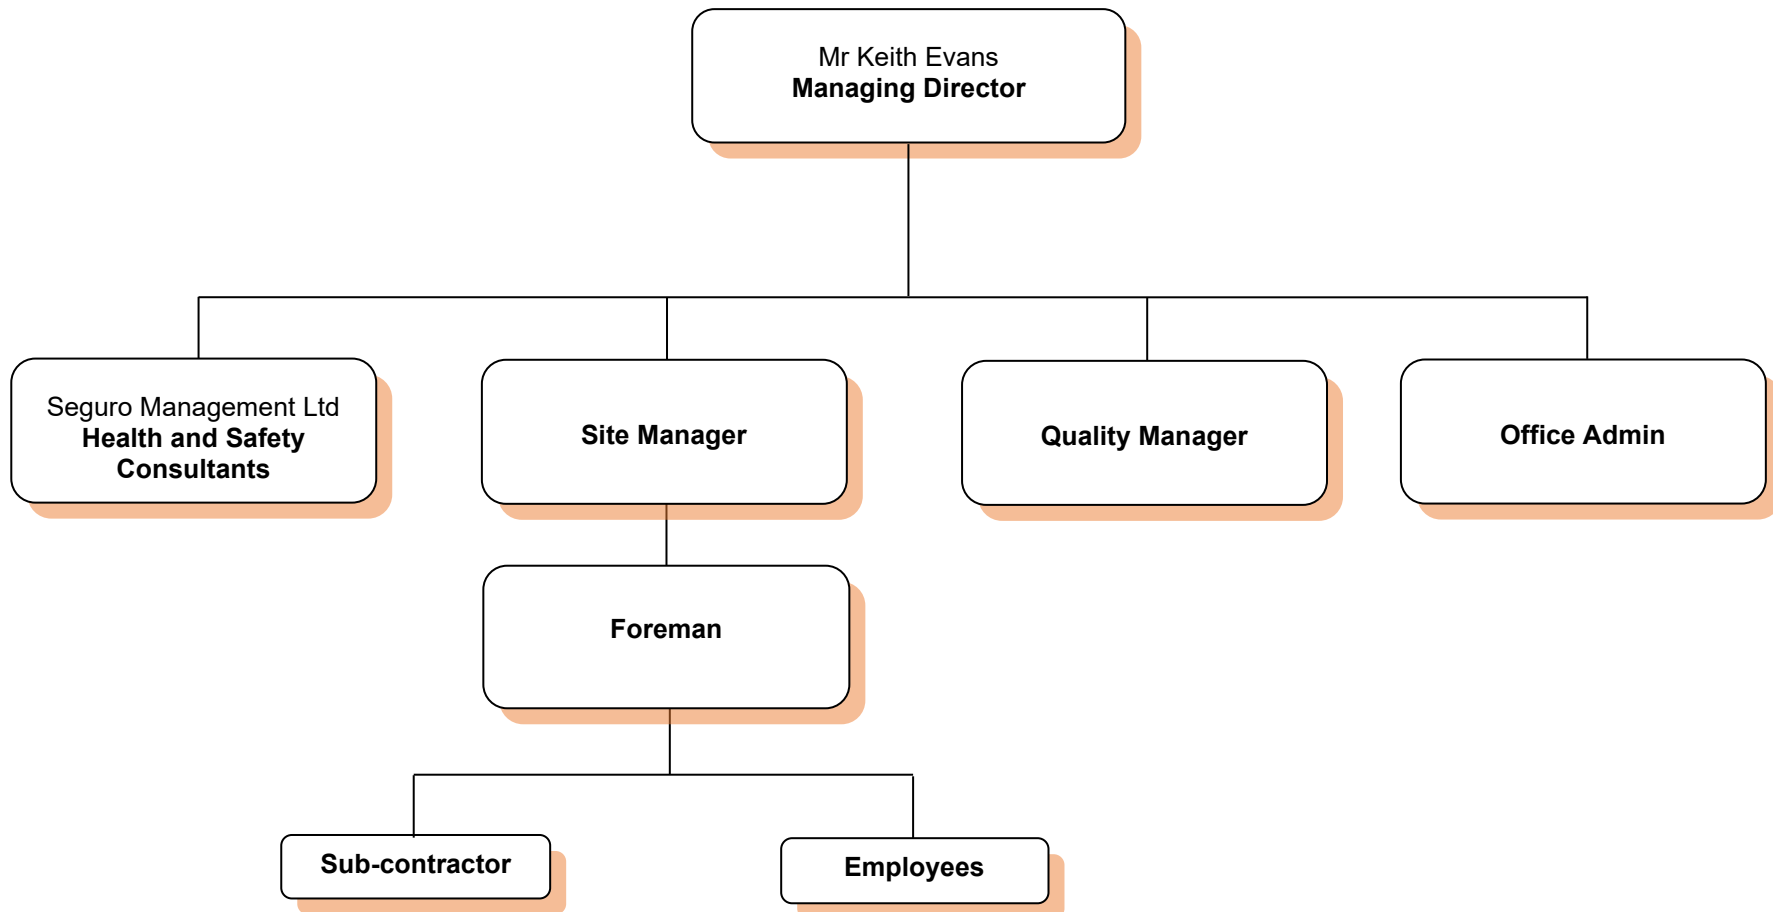 Mr Keith Evans
Managing Director
Seguro Management Ltd
Health and Safety
Consultants
Site Manager
Quality Manager
Office Admin
Foreman
Sub-contractor
Employees